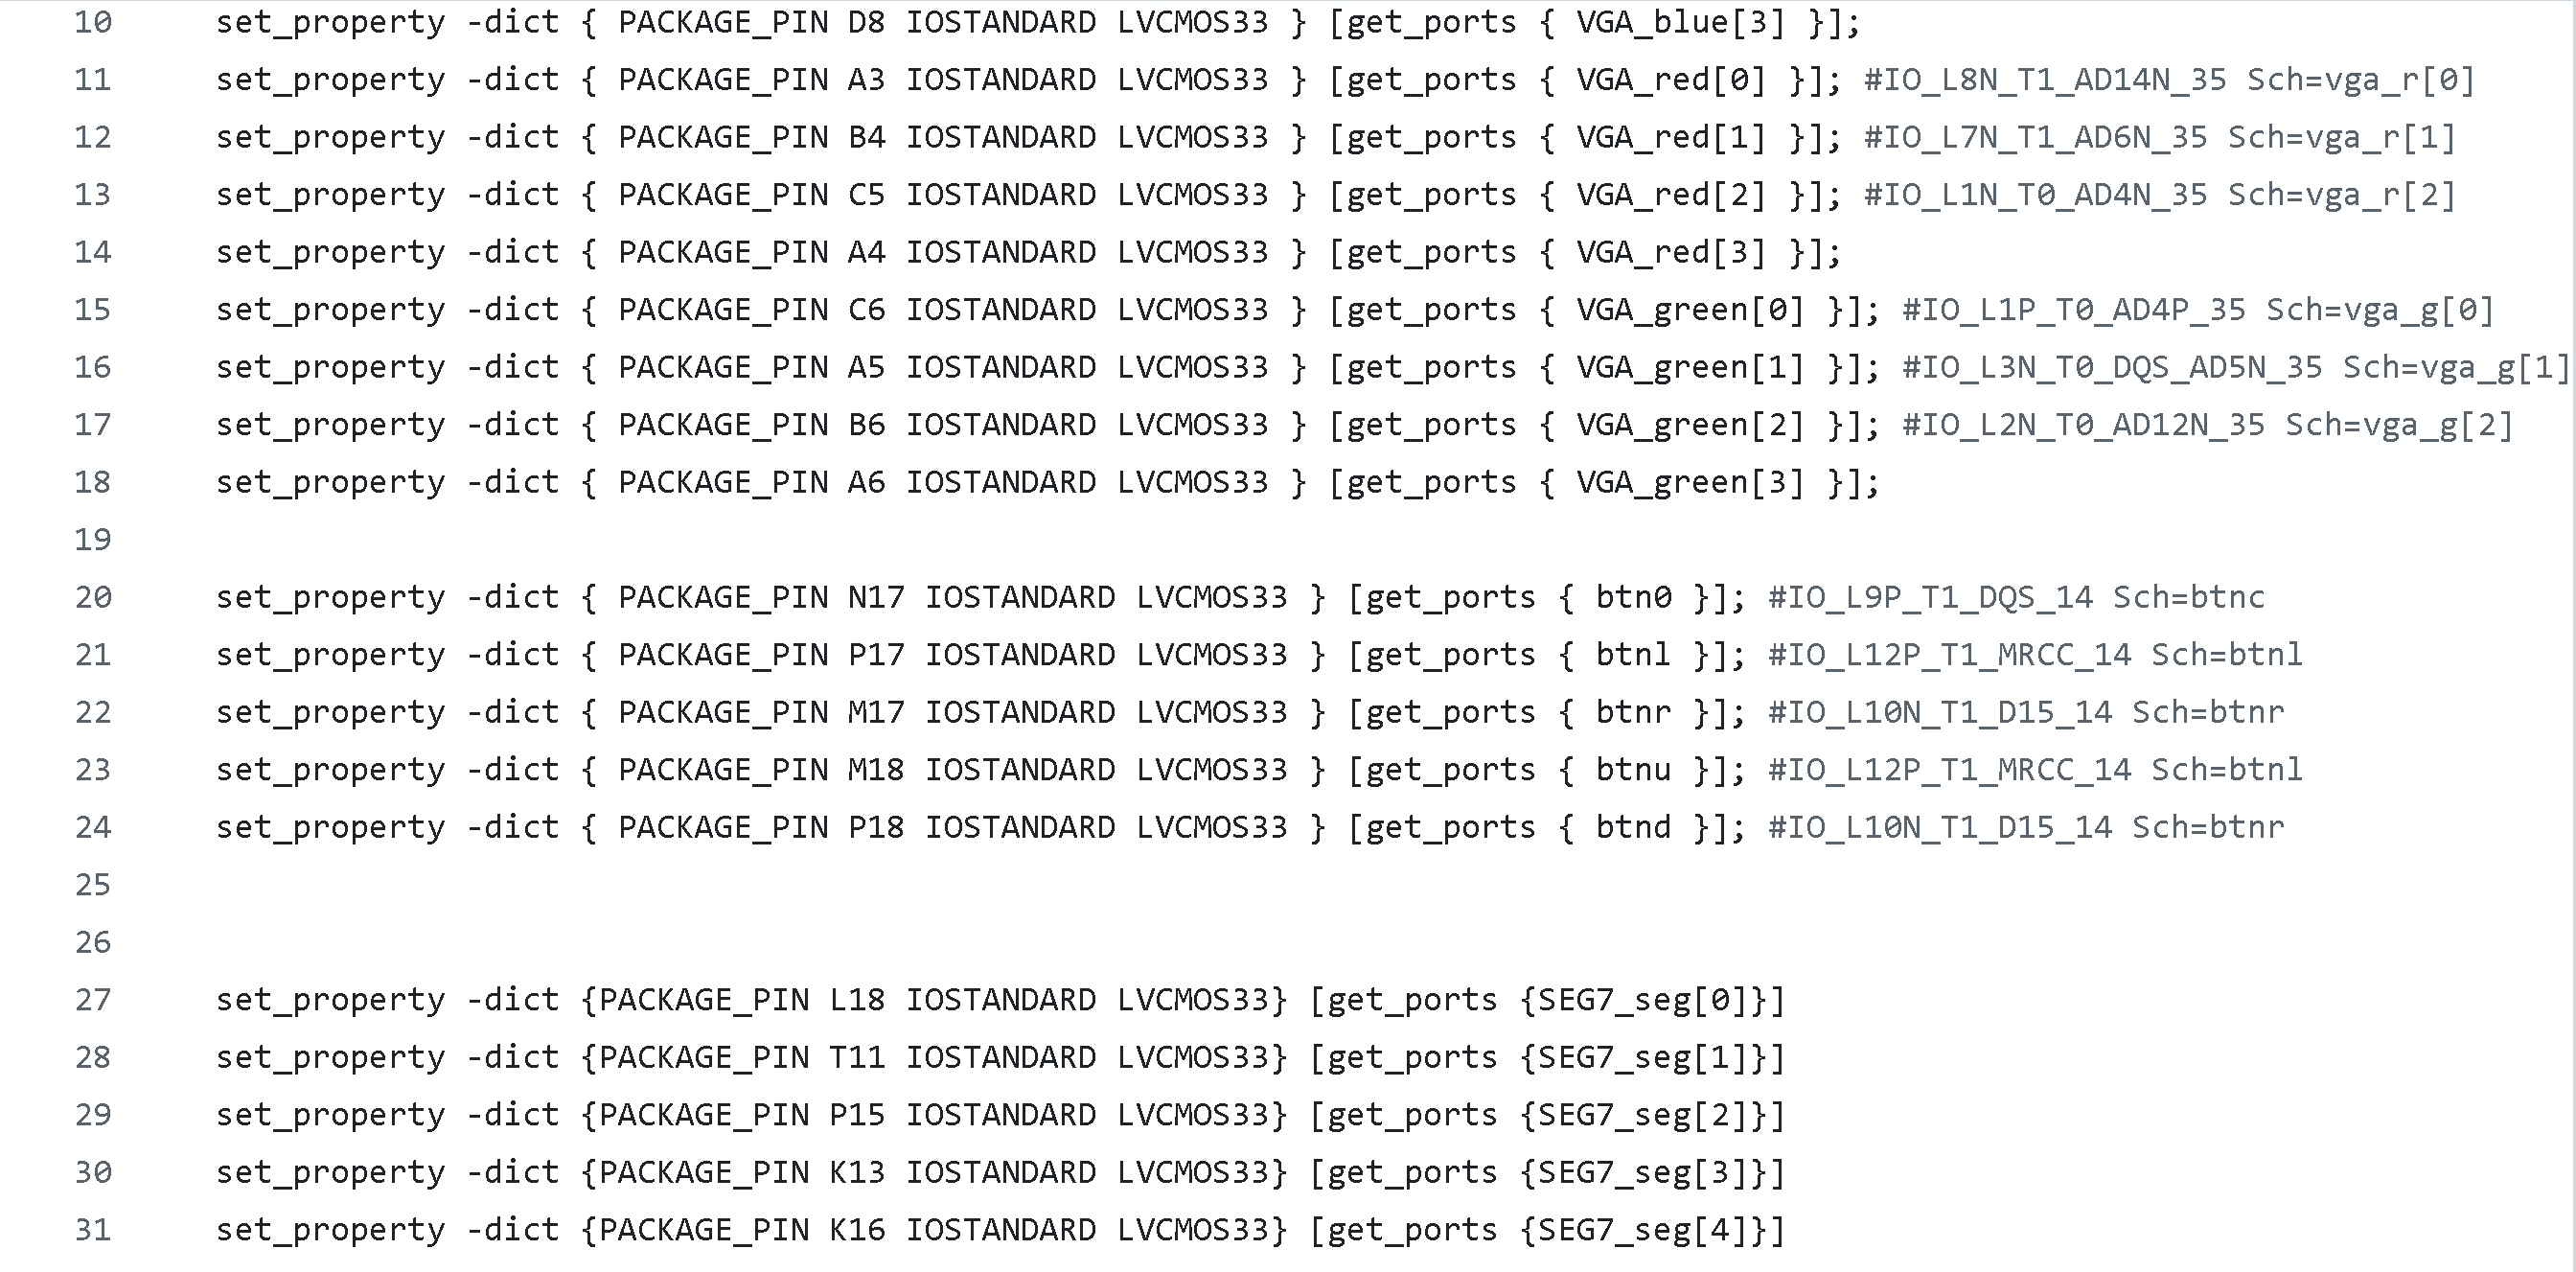 10 set_property -dict { PACKAGE_PIN D8 IOSTANDARD LVCMOS33 } [get_ports { VGA_blue[3] }];
11 set_property -dict { PACKAGE_PIN A3 IOSTANDARD LVCMOS33 } [get_ports { VGA_red[0] }]; #IO_L8N_T1_AD14N_35 Sch=vga_r[0]
12 set_property -dict { PACKAGE_PIN B4 IOSTANDARD LVCMOS33 } [get_ports { VGA_red[1] }]; #IO_L7N_T1_AD6N_35 Sch=vga_r[1]
13 set_property -dict { PACKAGE_PIN C5 IOSTANDARD LVCMOS33 } [get_ports { VGA_red[2] }]; #IO_L1N_T0_AD4N_35 Sch=vga_r[2]
14 set_property -dict { PACKAGE_PIN A4 IOSTANDARD LVCMOS33 } [get_ports { VGA_red[3] }];
15 set_property -dict { PACKAGE_PIN C6 IOSTANDARD LVCMOS33 } [get_ports { VGA_green[0] }]; #IO_L1P_T0_AD4P_35 Sch=vga_g[0]
16 set_property -dict { PACKAGE_PIN A5 IOSTANDARD LVCMOS33 } [get_ports { VGA_green[1] }]; #IO_L3N_T0_DQS_AD5N_35 Sch=vga_g[1]
17 set_property -dict { PACKAGE_PIN B6 IOSTANDARD LVCMOS33 } [get_ports { VGA_green[2] }]; #IO_L2N_T0_AD12N_35 Sch=vga_g[2]
18 set_property -dict { PACKAGE_PIN A6 IOSTANDARD LVCMOS33 } [get_ports { VGA_green[3] }];
19
20 set_property -dict { PACKAGE_PIN N17 IOSTANDARD LVCMOS33 } [get_ports { btn0 }]; #IO_L9P_T1_DQS_14 Sch=btnc
21 set_property -dict { PACKAGE_PIN P17 IOSTANDARD LVCMOS33 } [get_ports { btnl }]; #IO_L12P_T1_MRCC_14 Sch=btnl
22 set_property -dict { PACKAGE_PIN M17 IOSTANDARD LVCMOS33 } [get_ports { btnr }]; #IO_L10N_T1_D15_14 Sch=btnr
23 set_property -dict { PACKAGE_PIN M18 IOSTANDARD LVCMOS33 } [get_ports { btnu }]; #IO_L12P_T1_MRCC_14 Sch=btnl
24 set_property -dict { PACKAGE_PIN P18 IOSTANDARD LVCMOS33 } [get_ports { btnd }]; #IO_L10N_T1_D15_14 Sch=btnr
25
26
27 set_property -dict {PACKAGE_PIN L18 IOSTANDARD LVCMOS33} [get_ports {SEG7_seg[0]}]
28 set_property -dict {PACKAGE_PIN T11 IOSTANDARD LVCMOS33} [get_ports {SEG7_seg[1]}]
29 set_property -dict {PACKAGE_PIN P15 IOSTANDARD LVCMOS33} [get_ports {SEG7_seg[2]}]
30 set_property -dict {PACKAGE_PIN K13 IOSTANDARD LVCMOS33} [get_ports {SEG7_seg[3]}]
31 set_property -dict {PACKAGE_PIN K16 IOSTANDARD LVCMOS33} [get_ports {SEG7_seg[4]}]